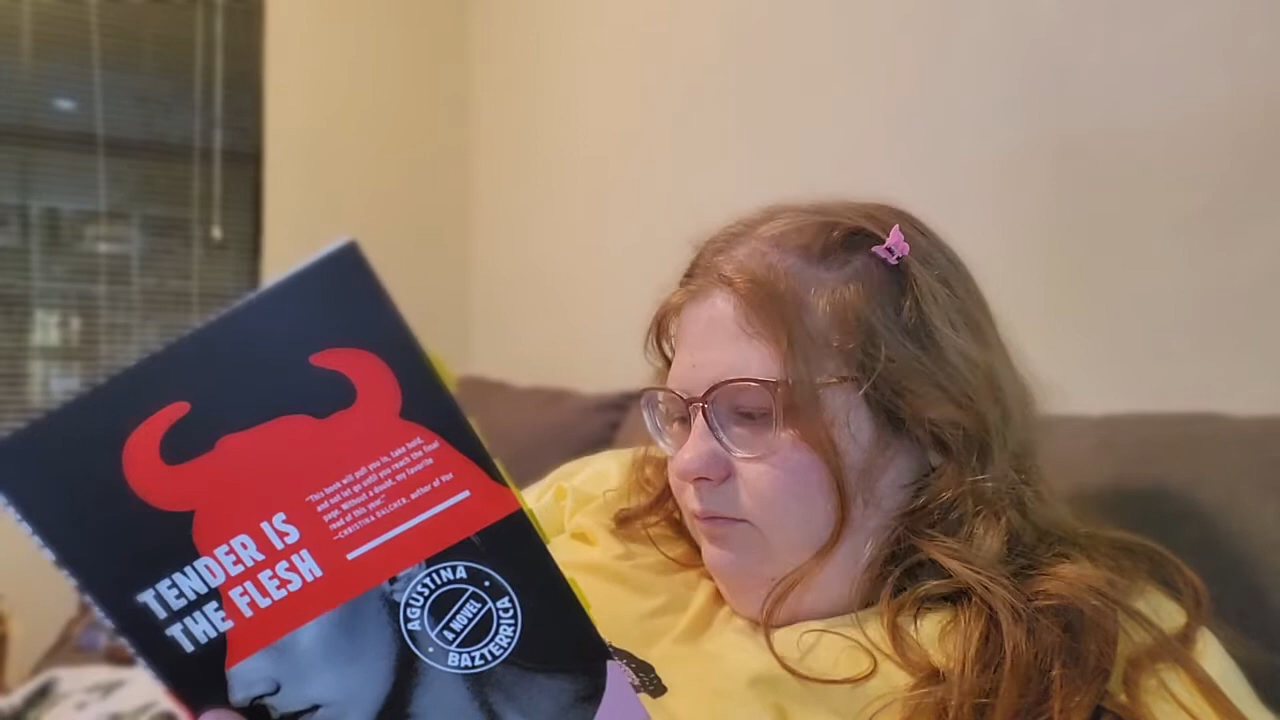 "This book will pull you in, take hold,
and not let go until you reach the final
page. Without a doubt, my favorite
read of this year."
—CHRISTINA DALCHER, author of Vox
TENDER IS
THE FLESH
AGUSTINA
A NOVEL
BAZTERRICA